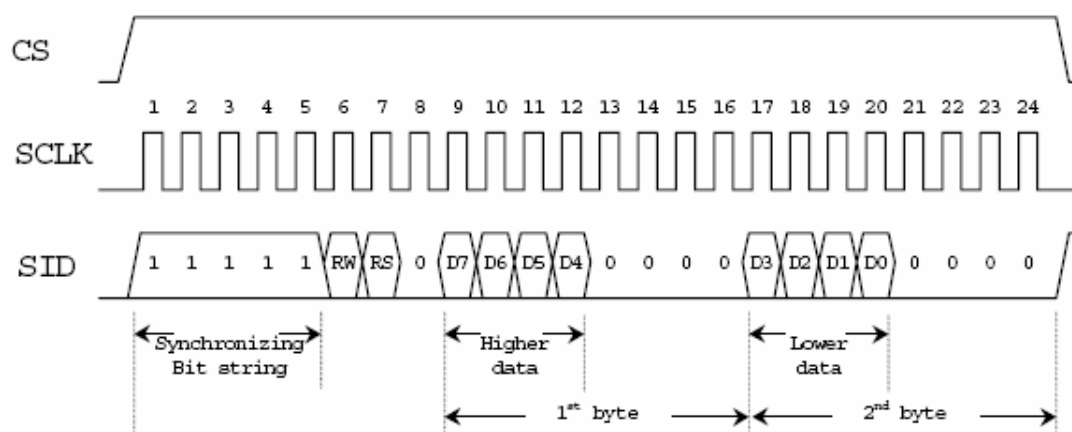 CS
1 2 3 4 5 6 7 8 9 10 11 12 13 14 15 16 17 18 19 20 21 22 23 24
SCLK
SID 1 1 1 1 1 RW RS 0 D7 D6 D5 D4 0 0 0 0 D3 D2 D1 D0 0 0 0 0
Synchronizing
Bit string
Higher
data
Lower
data
1st byte
2nd byte